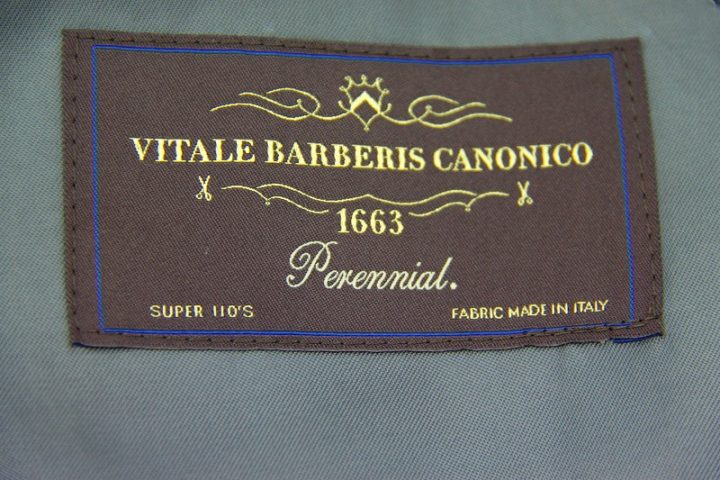 VITALE BARBERIS CANONICO
1663
Perennial.
SUPER 110'S
FABRIC MADE IN ITALY